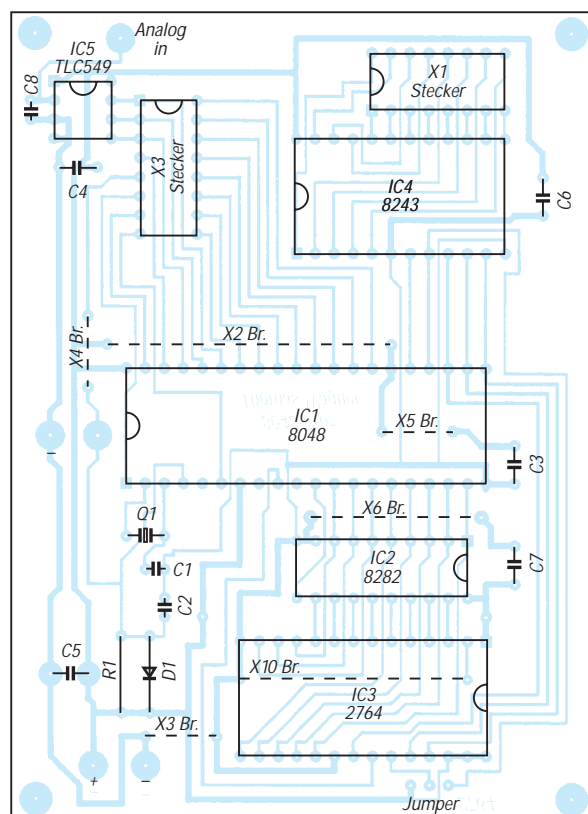 Analog
in
IC5
TLC549
C8
X1
Stecker
X3
Stecker
C4
IC4
8243
C6
X2 Br.
X4 Br.
IC1
8048
X5 Br.
-
C3
Q1
X6 Br.
C1
IC2
8282
C7
C2
C5
R1
D1
X10 Br.
IC3
2764
X3 Br.
+
-
Jumper